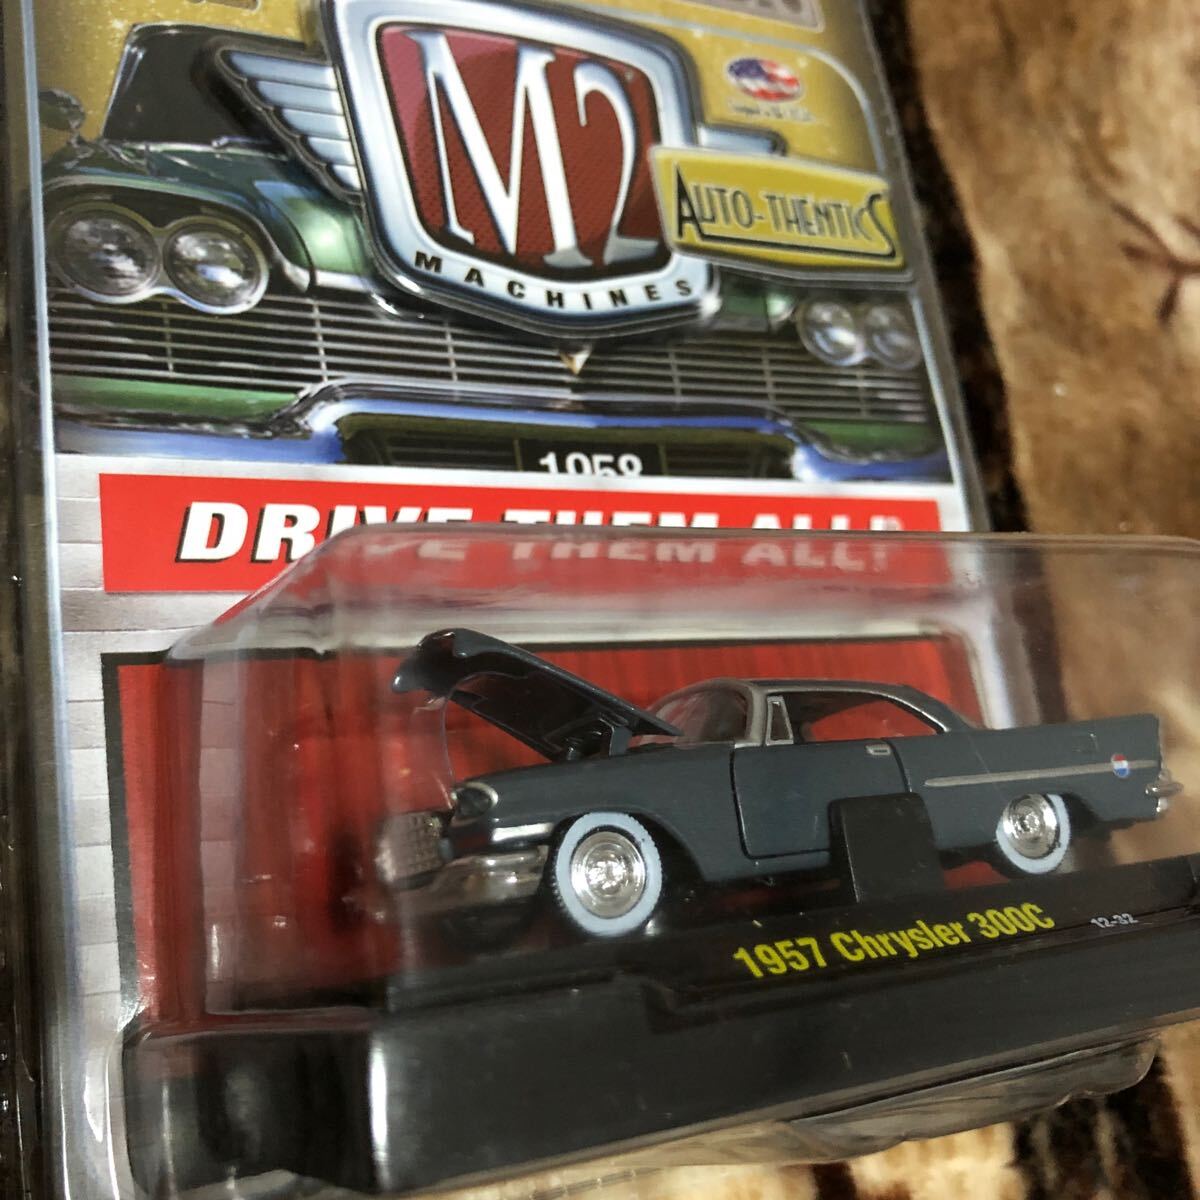 M2
MACHINES
AUTO-THENTICS
1958
DRIVE THEM ALL!
1957 Chrysler 300C
12-32